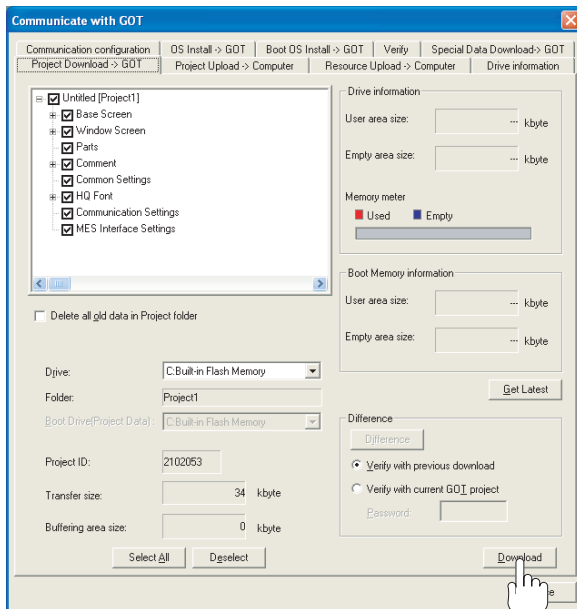 Communicate with GOT
Communication configuration OS Install -> GOT Boot OS Install -> GOT Verify Special Data Download-> GOT
Project Download -> GOT Project Upload -> Computer Resource Upload -> Computer Drive information
Untitled [Project1]
Base Screen
Window Screen
Parts
Comment
Common Settings
HQ Font
Communication Settings
MES Interface Settings
Delete all old data in Project folder
Drive: C:Built-in Flash Memory
Folder: Project1
Boot Drive(Project Data): C:Built-in Flash Memory
Project ID: 2102053
Transfer size: 34 kbyte
Buffering area size: 0 kbyte
Select All Deselect
Drive information
User area size: --- kbyte
Empty area size: --- kbyte
Memory meter
Used Empty
Boot Memory information
User area size: --- kbyte
Empty area size: --- kbyte
Get Latest
Difference
Difference
Verify with previous download
Verify with current GOT project
Password:
Download